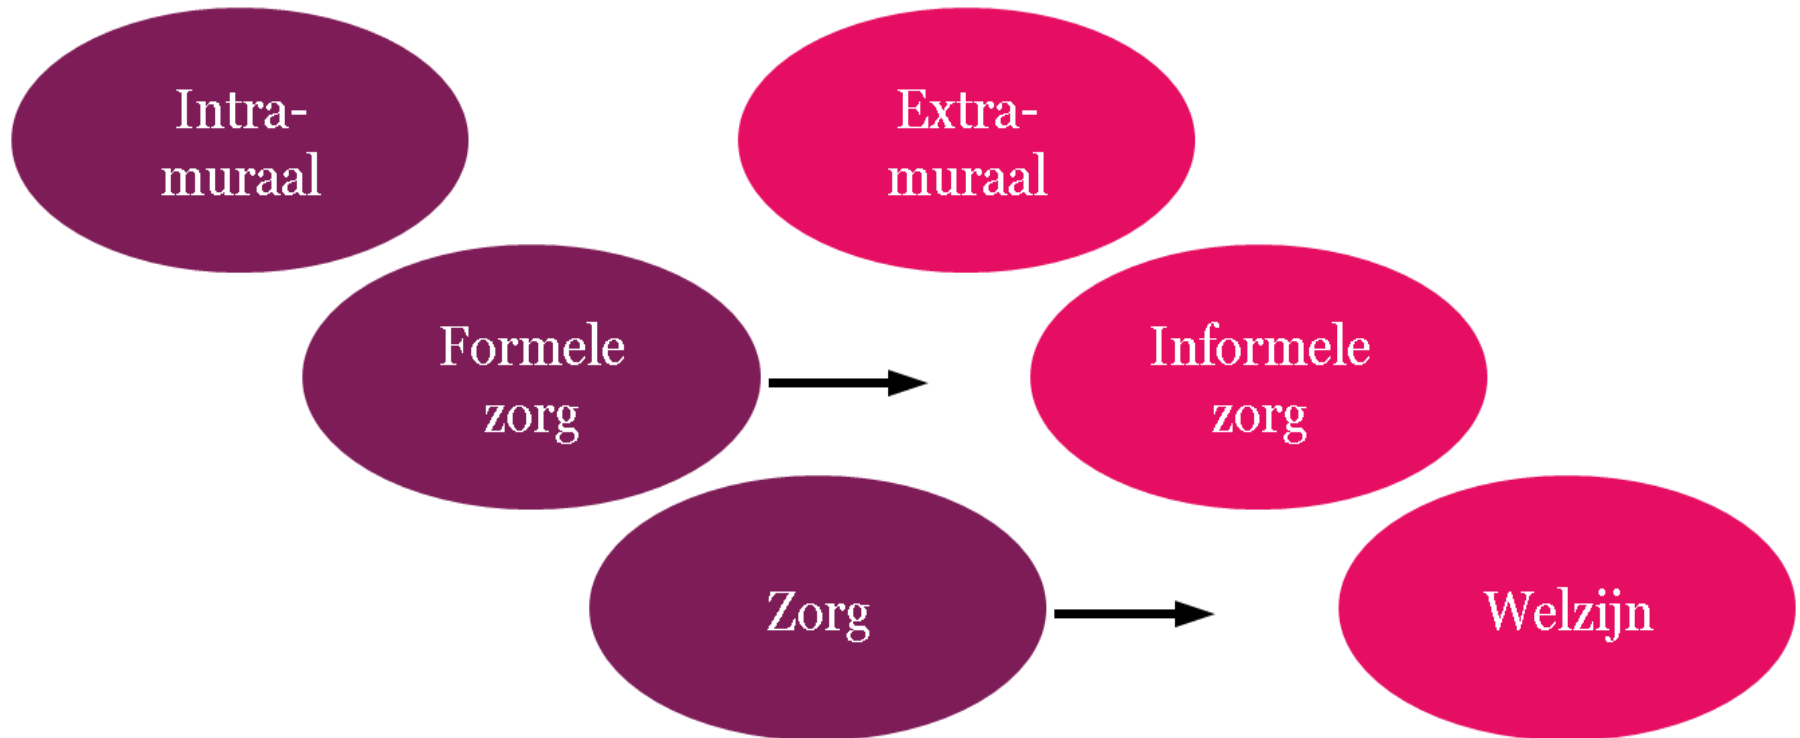 Intra-
muraal
Extra-
muraal
Formele
zorg
Informele
zorg
Zorg
Welzijn